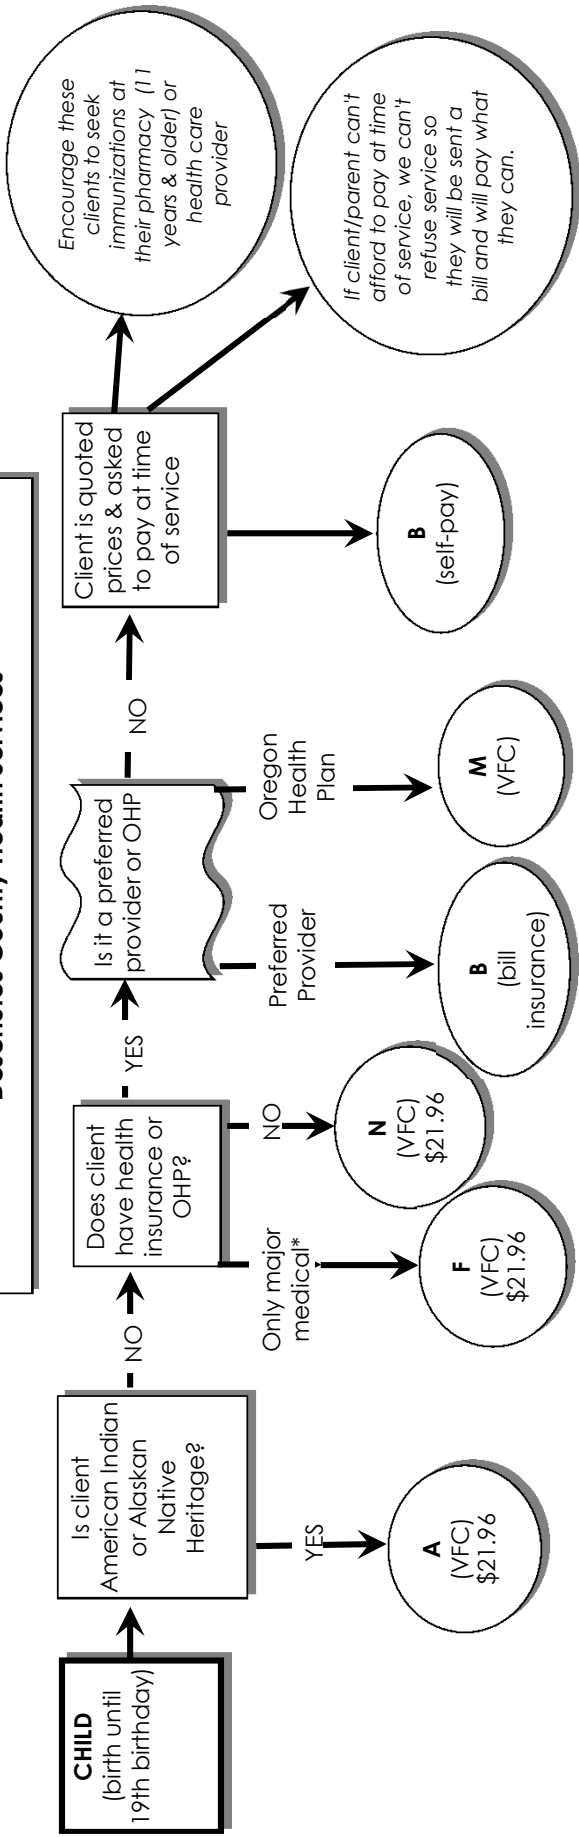 Deschutes County Health Services
CHILD
(birth until
19th birthday)
Is client
American Indian
or Alaskan
Native
Heritage?
YES
A
(VFC)
$21.96
NO
Does client
have health
insurance or
OHP?
Only major
medical*
F
(VFC)
$21.96
NO
N
(VFC)
$21.96
YES
Is it a preferred
provider or OHP
Preferred
Provider
B
(bill
insurance)
Oregon
Health
Plan
M
(VFC)
NO
Client is quoted
prices & asked
to pay at time
of service
B
(self-pay)
Encourage these
clients to seek
immunizations at
their pharmacy (11
years & older) or
health care
provider
If client/parent can't
afford to pay at time
of service, we can't
refuse service so
they will be sent a
bill and will pay what
they can.